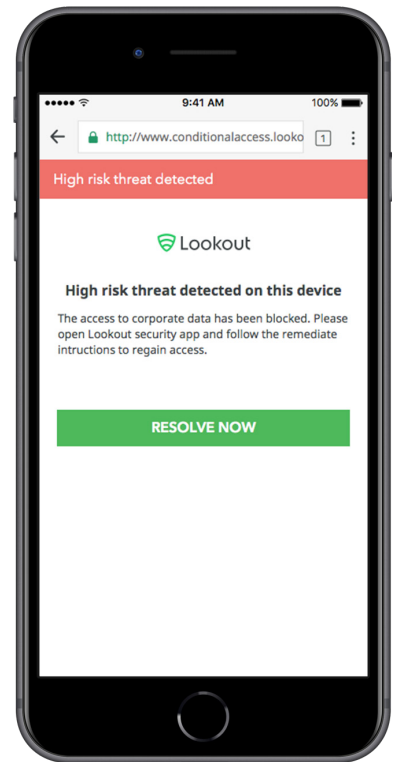 9:41 AM
100%
http://www.conditionalaccess.looko
1
High risk threat detected
Lookout
High risk threat detected on this device
The access to corporate data has been blocked. Please
open Lookout security app and follow the remediate
intructions to regain access.
RESOLVE NOW